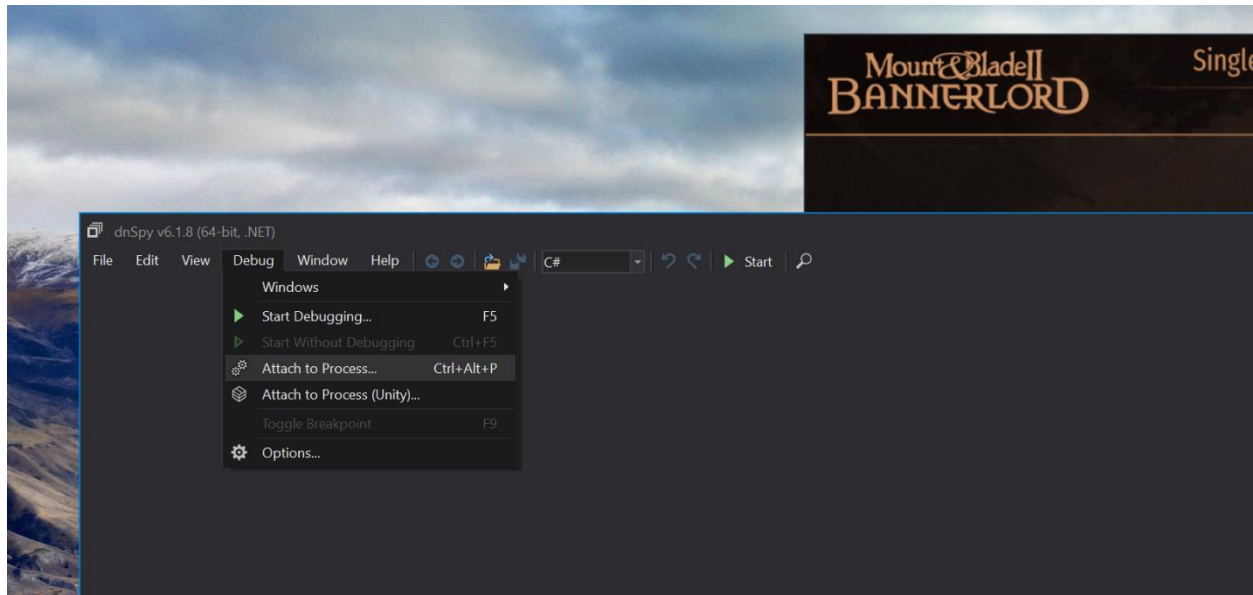 Mount&Blade II
BANNERLORD
Single
dnSpy v6.1.8 (64-bit, .NET)
File Edit View Debug Window Help C# Start
Windows
Start Debugging... F5
Start Without Debugging Ctrl+F5
Attach to Process... Ctrl+Alt+P
Attach to Process (Unity)...
Toggle Breakpoint F9
Options...